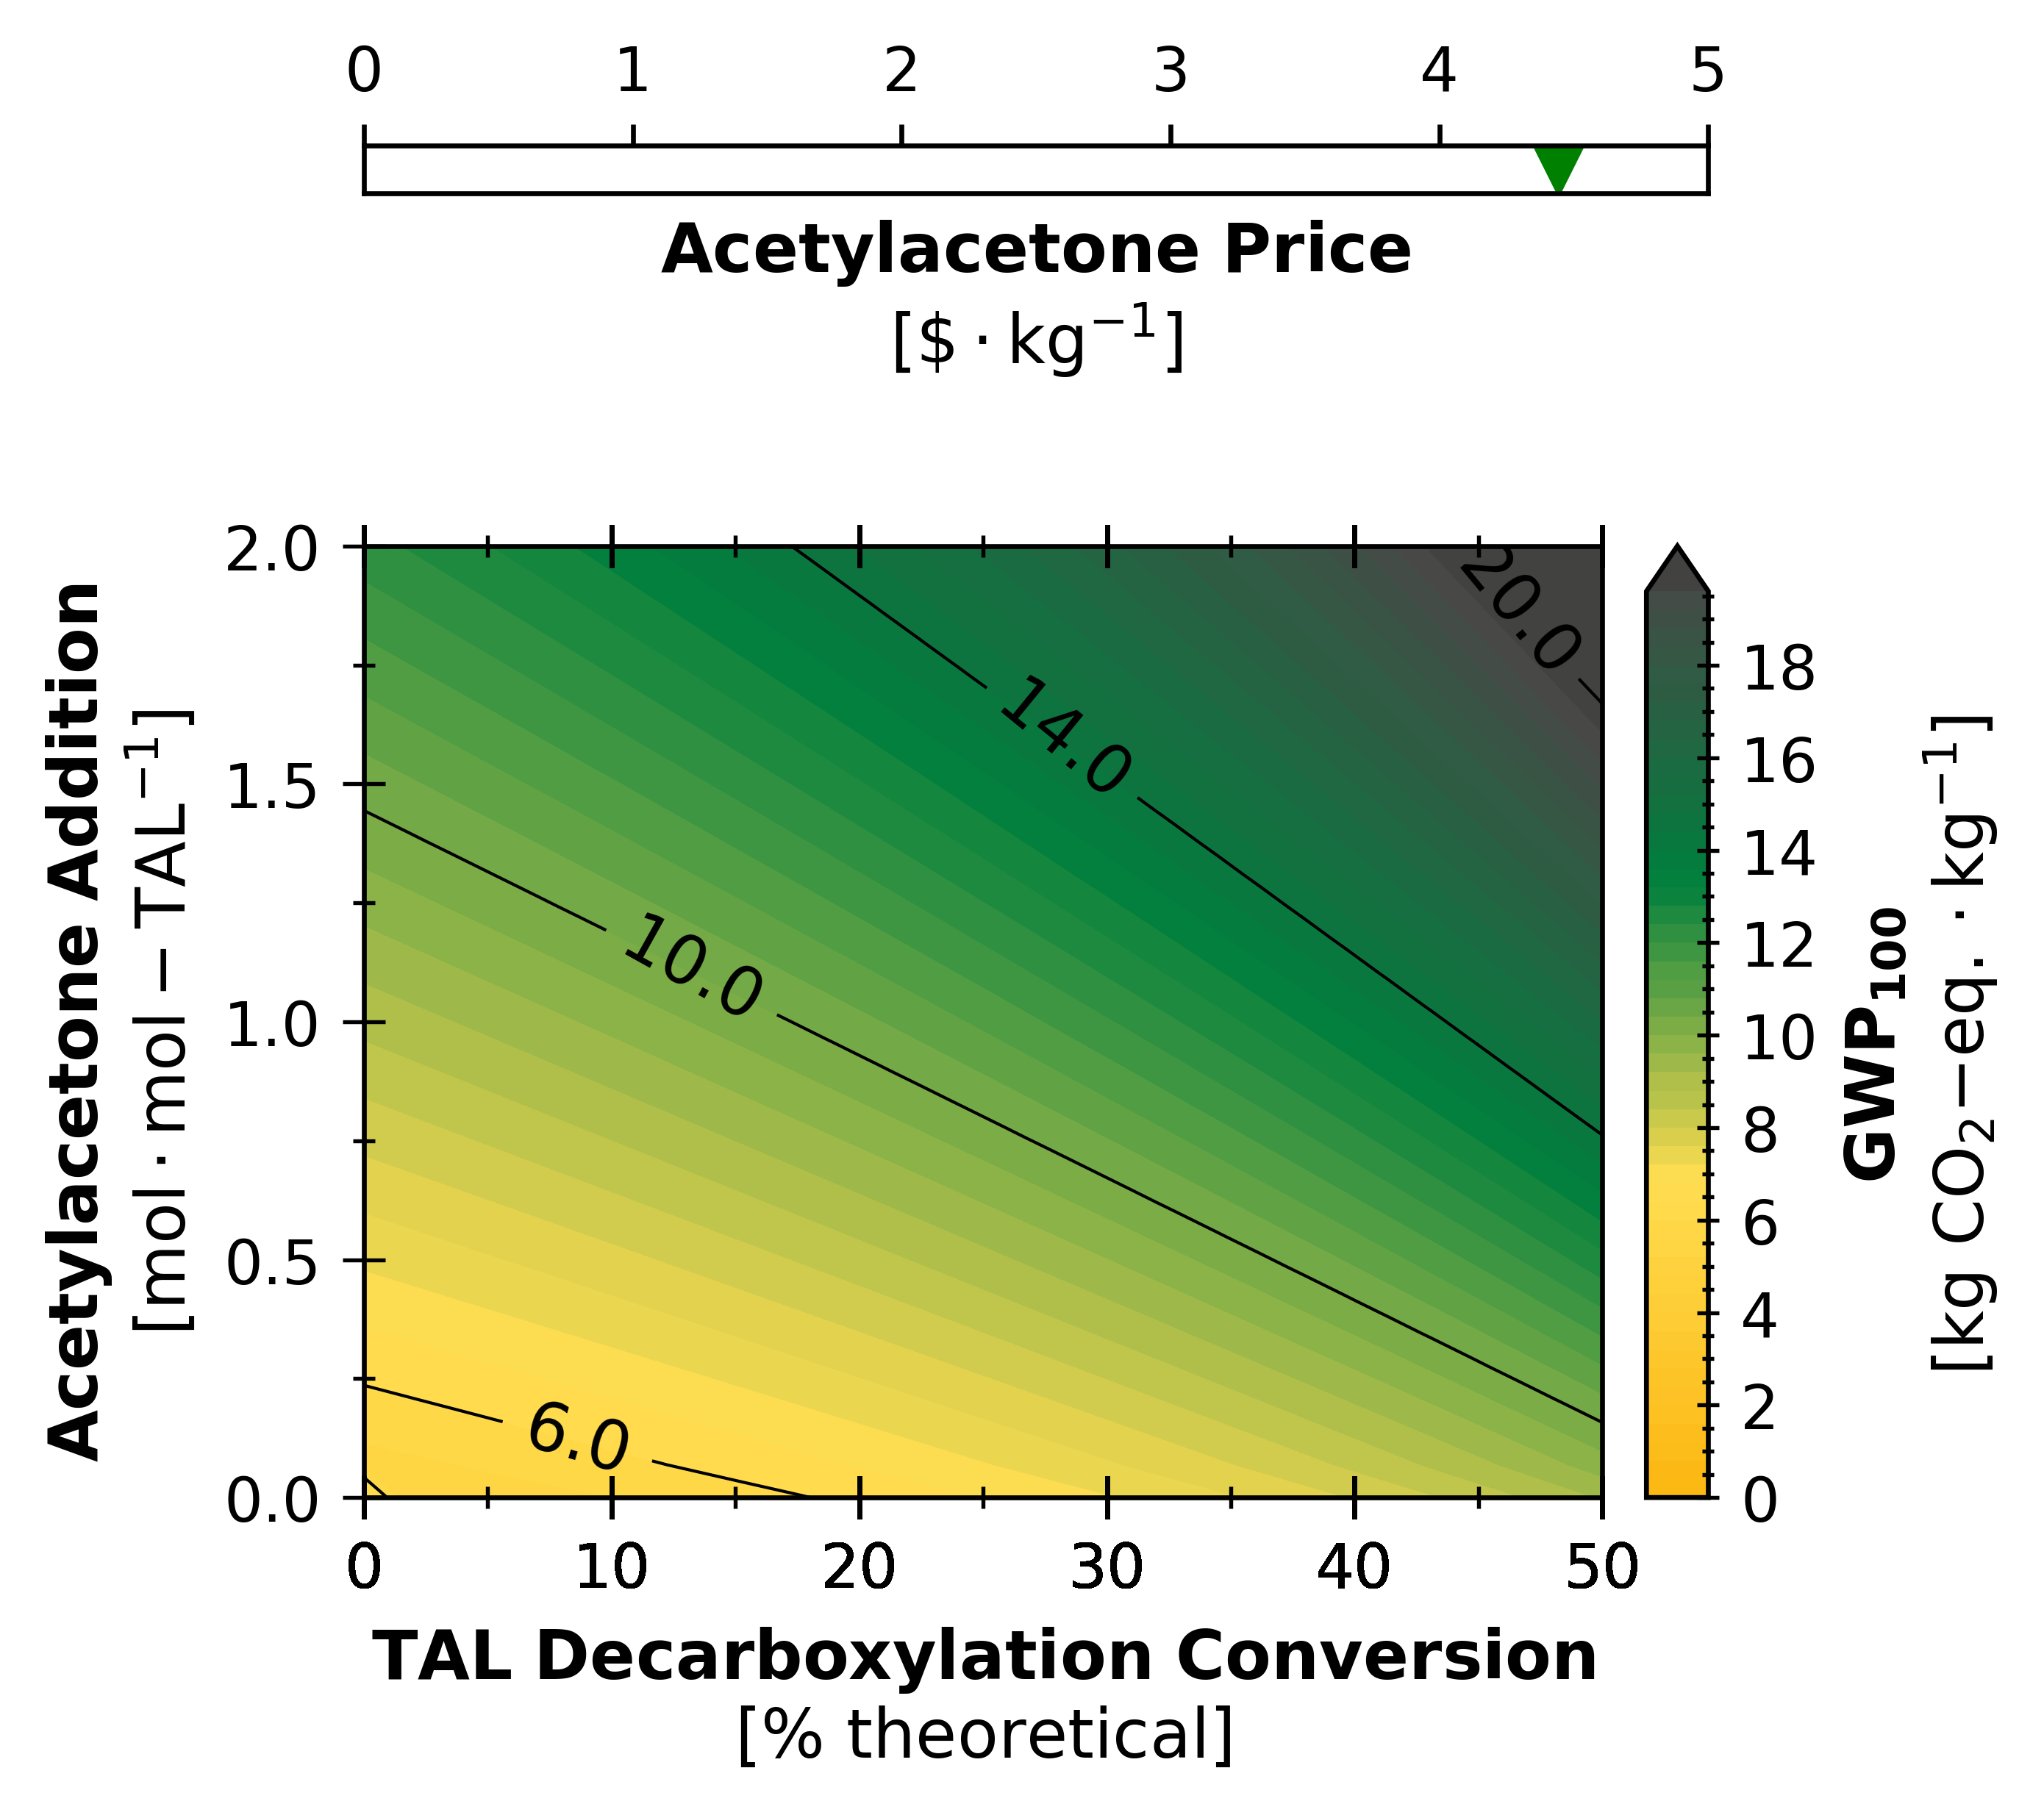 0 1 2 3 4 5
Acetylacetone Price
[$ · kg⁻¹]
Acetylacetone Addition
[mol · mol − TAL⁻¹]
2.0
1.5
1.0
0.5
0.0
20.0
14.0
10.0
6.0
0 10 20 30 40 50
TAL Decarboxylation Conversion
[% theoretical]
18
16
14
12
10
8
6
4
2
0
GWP₁₀₀
[kg CO₂−eq. · kg⁻¹]